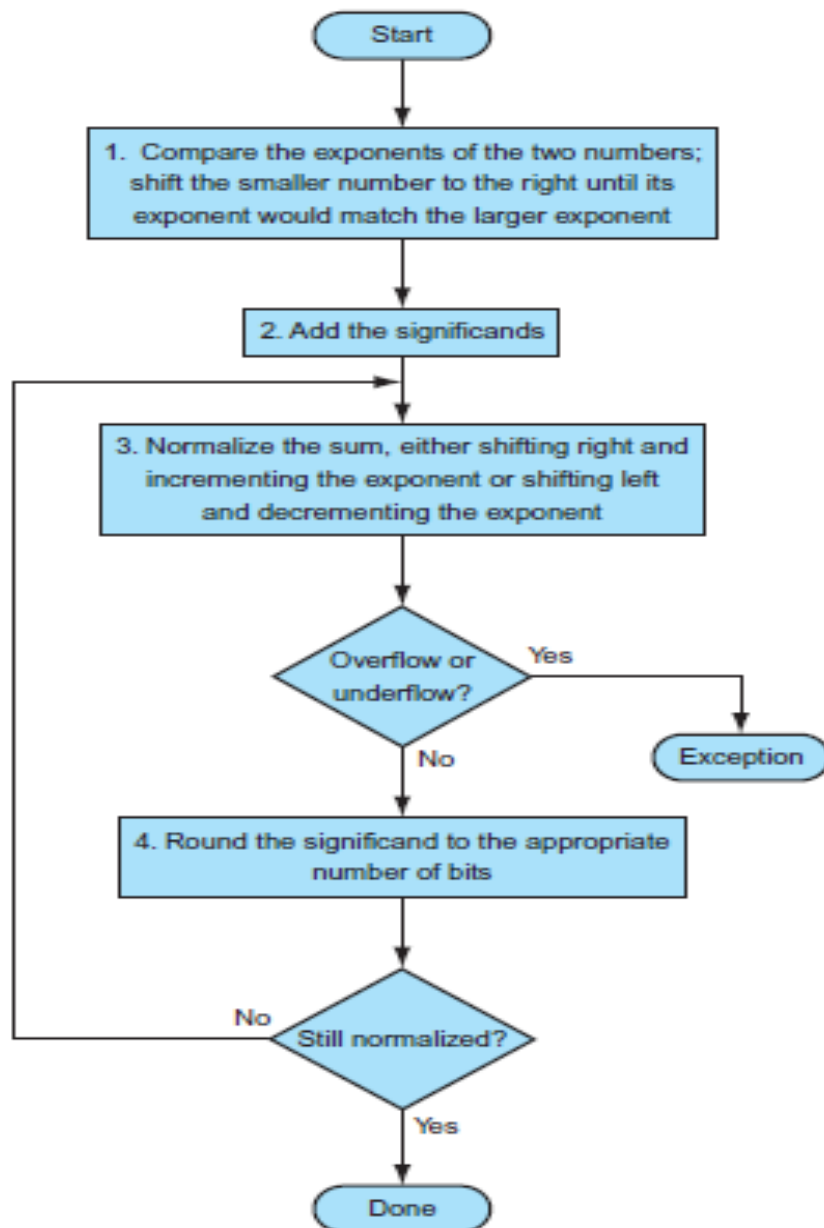 Start
1. Compare the exponents of the two numbers;
shift the smaller number to the right until its
exponent would match the larger exponent
2. Add the significands
3. Normalize the sum, either shifting right and
incrementing the exponent or shifting left
and decrementing the exponent
Overflow or
underflow?
Yes
No
Exception
4. Round the significand to the appropriate
number of bits
No
Still normalized?
Yes
Done